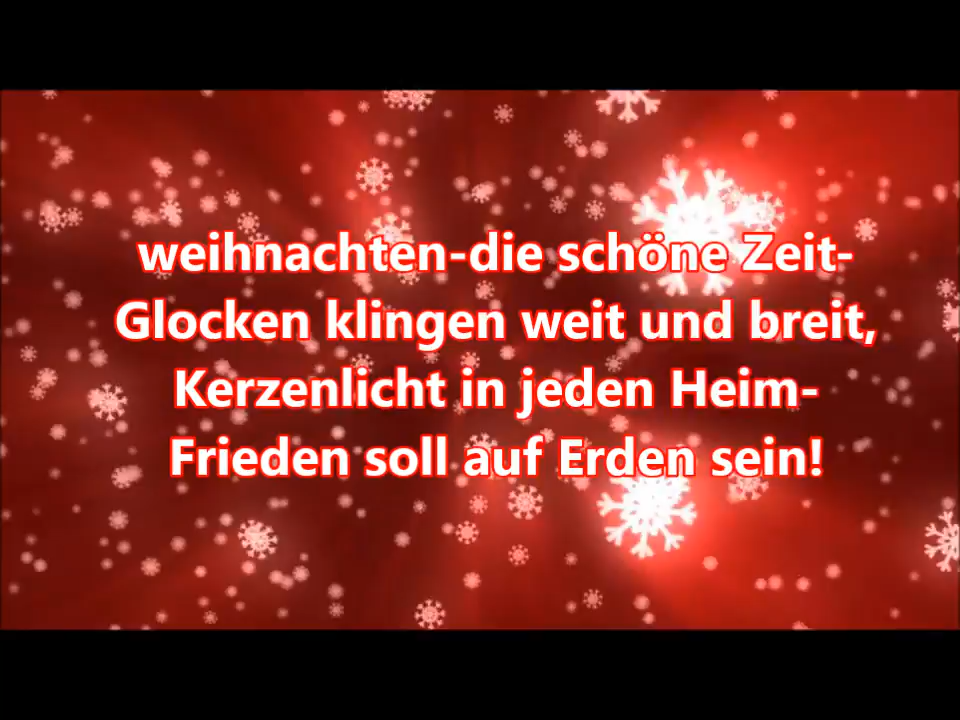 weihnachten-die schöne Zeit-
Glocken klingen weit und breit,
Kerzenlicht in jeden Heim-
Frieden soll auf Erden sein!